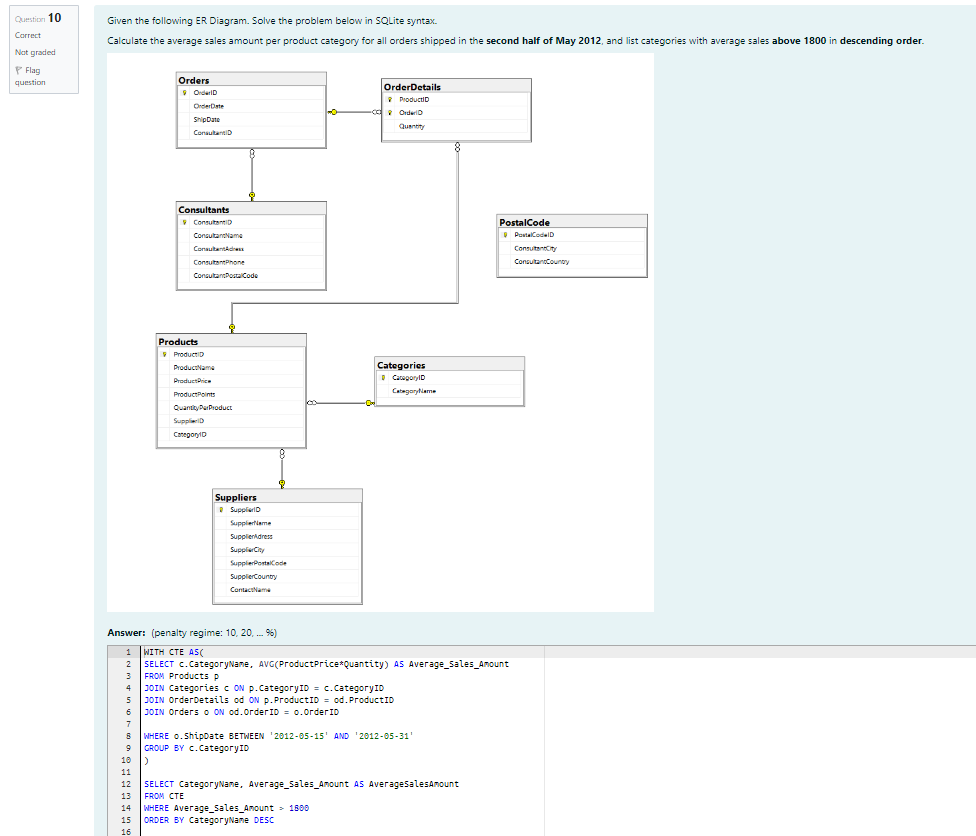 Question 10
Correct
Not graded
Flag
question
Given the following ER Diagram. Solve the problem below in SQLite syntax.
Calculate the average sales amount per product category for all orders shipped in the second half of May 2012, and list categories with average sales above 1800 in descending order.
Orders
OrderID
OrderDate
ShipDate
ConsultantID
OrderDetails
ProductID
OrderID
Quantity
Consultants
ConsultantID
ConsultantName
ConsultantAdress
ConsultantPhone
ConsultantPostalCode
PostalCode
PostalCodeID
ConsultantCity
ConsultantCountry
Products
ProductID
ProductName
ProductPrice
ProductPoints
QuantityPerProduct
SupplierID
CategoryID
Categories
CategoryID
CategoryName
Suppliers
SupplierID
SupplierName
SupplierAdress
SupplierCity
SupplierPostalCode
SupplierCountry
ContactName
Answer: (penalty regime: 10, 20, ... %)
1 WITH CTE AS(
2 SELECT c.CategoryName, AVG(ProductPrice*Quantity) AS Average_Sales_Amount
3 FROM Products p
4 JOIN Categories c ON p.CategoryID = c.CategoryID
5 JOIN OrderDetails od ON p.ProductID = od.ProductID
6 JOIN Orders o ON od.OrderID = o.OrderID
7
8 WHERE o.ShipDate BETWEEN '2012-05-15' AND '2012-05-31'
9 GROUP BY c.CategoryID
10 )
11
12 SELECT CategoryName, Average_Sales_Amount AS AverageSalesAmount
13 FROM CTE
14 WHERE Average_Sales_Amount > 1800
15 ORDER BY CategoryName DESC
16